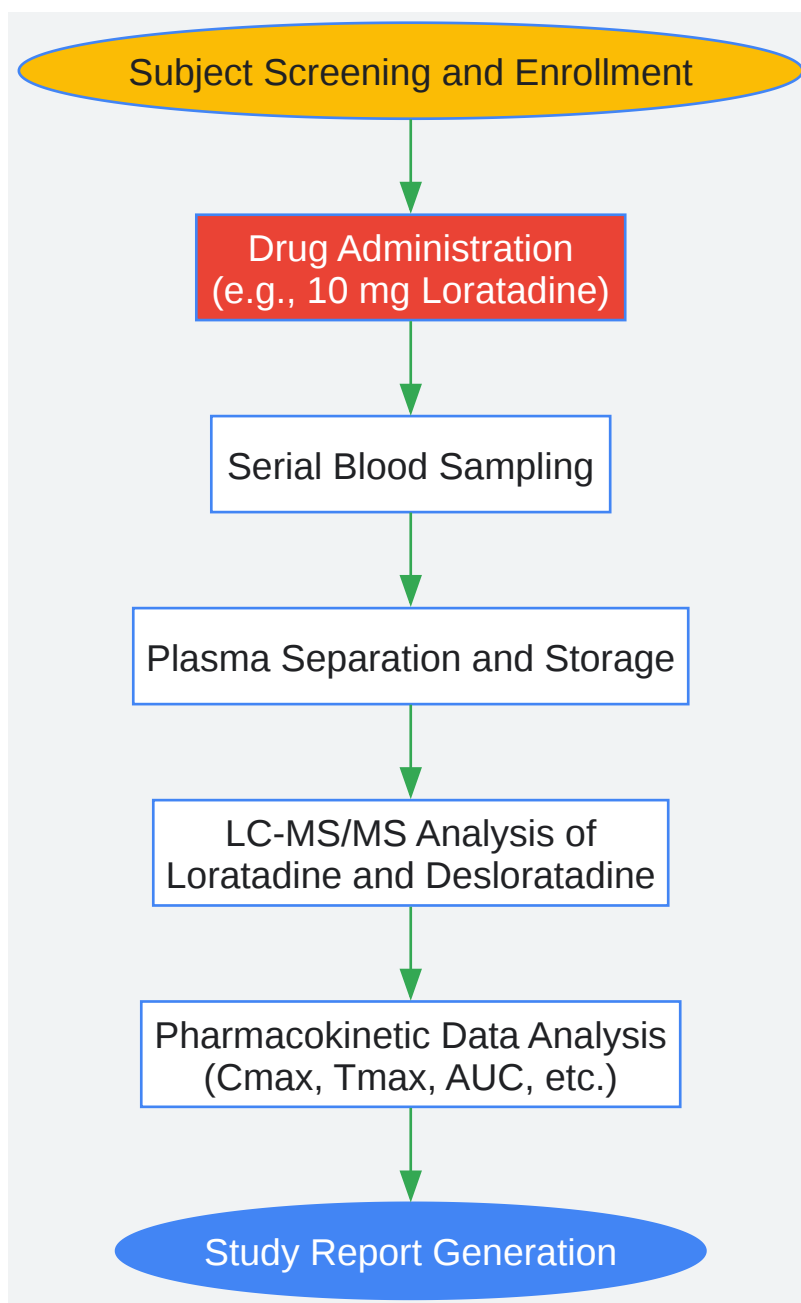 Subject Screening and Enrollment
Drug Administration
(e.g., 10 mg Loratadine)
Serial Blood Sampling
Plasma Separation and Storage
LC-MS/MS Analysis of
Loratadine and Desloratadine
Pharmacokinetic Data Analysis
(Cmax, Tmax, AUC, etc.)
Study Report Generation